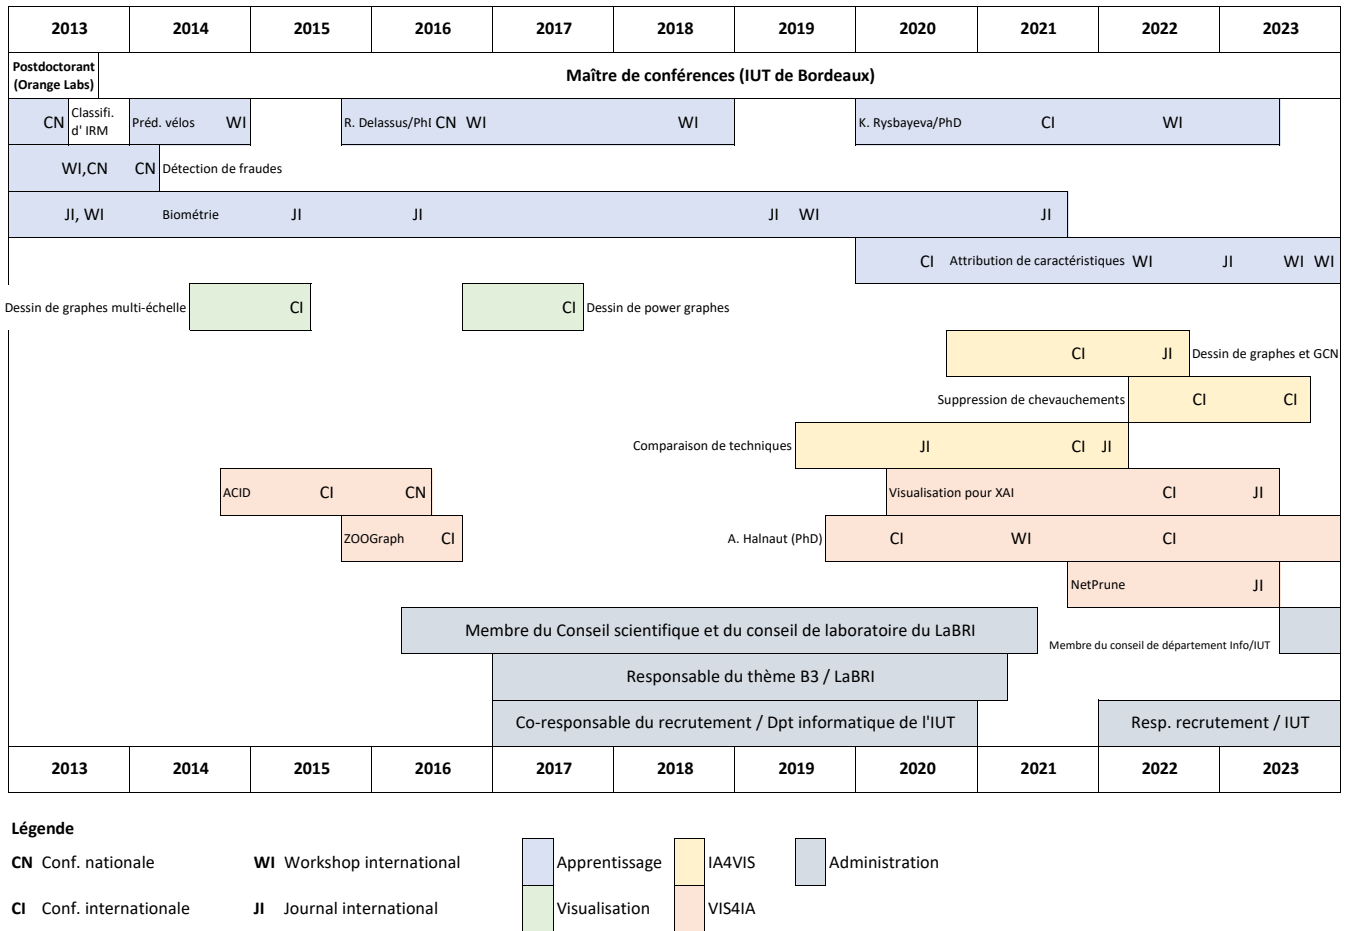 2013 2014 2015 2016 2017 2018 2019 2020 2021 2022 2023
Postdoctorant
(Orange Labs)
Maître de conférences (IUT de Bordeaux)
CN Classifi.
d' IRM
Préd. vélos WI R. Delassus/PhI CN WI WI K. Rysbayeva/PhD CI WI
WI,CN CN Détection de fraudes
JI, WI Biométrie JI JI JI WI JI
CI Attribution de caractéristiques WI JI WI WI
Dessin de graphes multi-échelle CI CI Dessin de power graphes
CI JI Dessin de graphes et GCN
Suppression de chevauchements CI CI
Comparaison de techniques JI CI JI
ACID CI CN Visualisation pour XAI CI JI
ZOOGraph CI A. Halnaut (PhD) CI WI CI
NetPrune JI
Membre du Conseil scientifique et du conseil de laboratoire du LaBRI Membre du conseil de département Info/IUT
Responsable du thème B3 / LaBRI
Co-responsable du recrutement / Dpt informatique de l'IUT Resp. recrutement / IUT
2013 2014 2015 2016 2017 2018 2019 2020 2021 2022 2023
Légende
CN Conf. nationale WI Workshop international Apprentissage IA4VIS Administration
CI Conf. internationale JI Journal international Visualisation VIS4IA